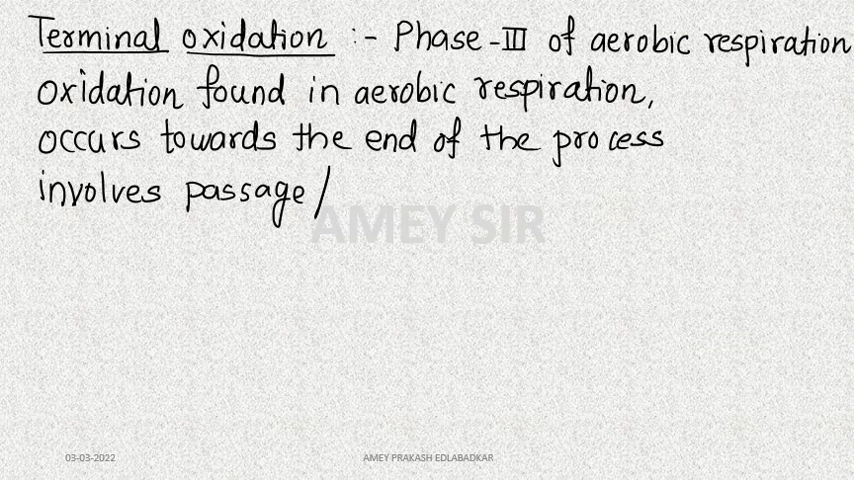 Terminal oxidation :- Phase-III of aerobic respiration
oxidation found in aerobic respiration,
occurs towards the end of the process
involves passage /
AMEY SIR
03-03-2022
AMEY PRAKASH EDLABADKAR